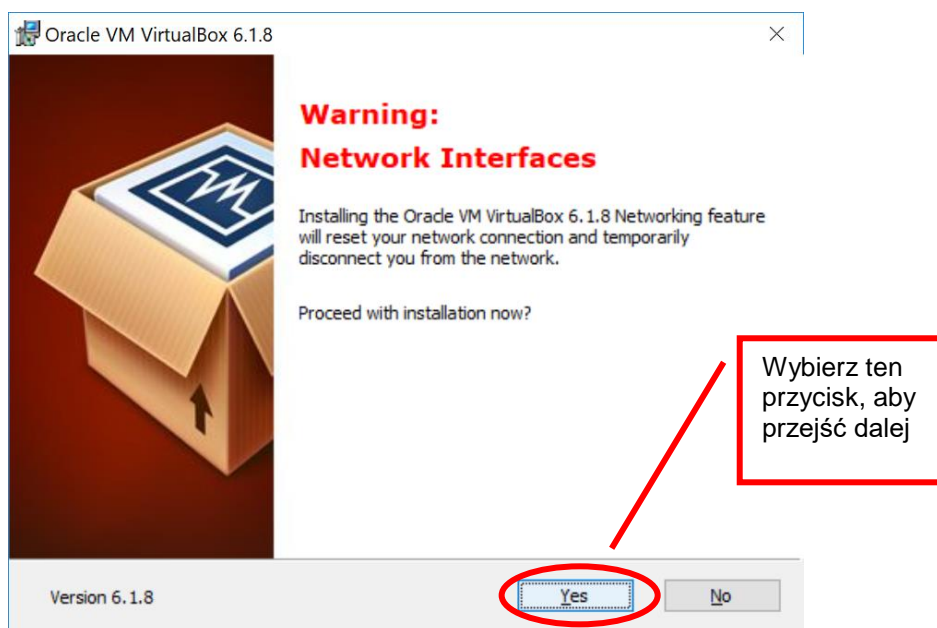 Oracle VM VirtualBox 6.1.8
Warning:
Network Interfaces
Installing the Oracle VM VirtualBox 6.1.8 Networking feature
will reset your network connection and temporarily
disconnect you from the network.
Proceed with installation now?
Wybierz ten
przycisk, aby
przejść dalej
Version 6.1.8
Yes
No